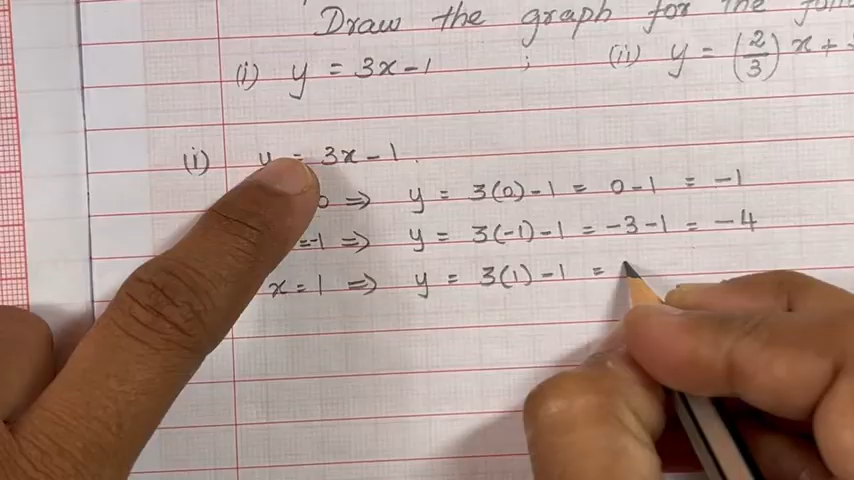 Draw the graph for the
(i) y = 3x - 1 ; (ii) y = (2/3) x +
(i) y = 3x - 1 .
0 ⇒ y = 3(0) - 1 = 0 - 1 = -1
= -1 ⇒ y = 3(-1) - 1 = -3 - 1 = -4
x = 1 ⇒ y = 3(1) - 1 =